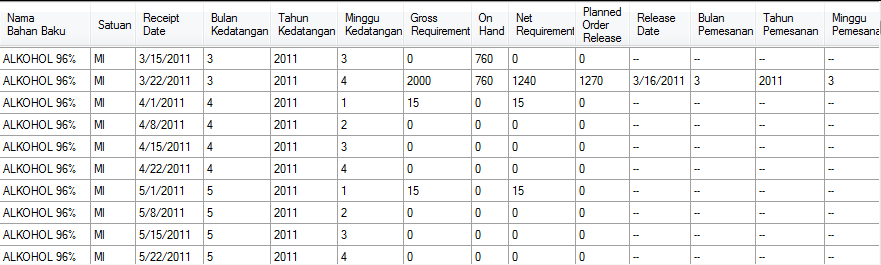 Nama Bahan Baku Satuan Receipt Date Bulan Kedatangan Tahun Kedatangan Minggu Kedatangan Gross Requirement On Hand Net Requirement Planned Order Release Release Date Bulan Pemesanan Tahun Pemesanan Minggu Pemesana
ALKOHOL 96% Ml 3/15/2011 3 2011 3 0 760 0 0 -- -- -- --
ALKOHOL 96% Ml 3/22/2011 3 2011 4 2000 760 1240 1270 3/16/2011 3 2011 3
ALKOHOL 96% Ml 4/1/2011 4 2011 1 15 0 15 0 -- -- -- --
ALKOHOL 96% Ml 4/8/2011 4 2011 2 0 0 0 0 -- -- -- --
ALKOHOL 96% Ml 4/15/2011 4 2011 3 0 0 0 0 -- -- -- --
ALKOHOL 96% Ml 4/22/2011 4 2011 4 0 0 0 0 -- -- -- --
ALKOHOL 96% Ml 5/1/2011 5 2011 1 15 0 15 0 -- -- -- --
ALKOHOL 96% Ml 5/8/2011 5 2011 2 0 0 0 0 -- -- -- --
ALKOHOL 96% Ml 5/15/2011 5 2011 3 0 0 0 0 -- -- -- --
ALKOHOL 96% Ml 5/22/2011 5 2011 4 0 0 0 0 -- -- -- --